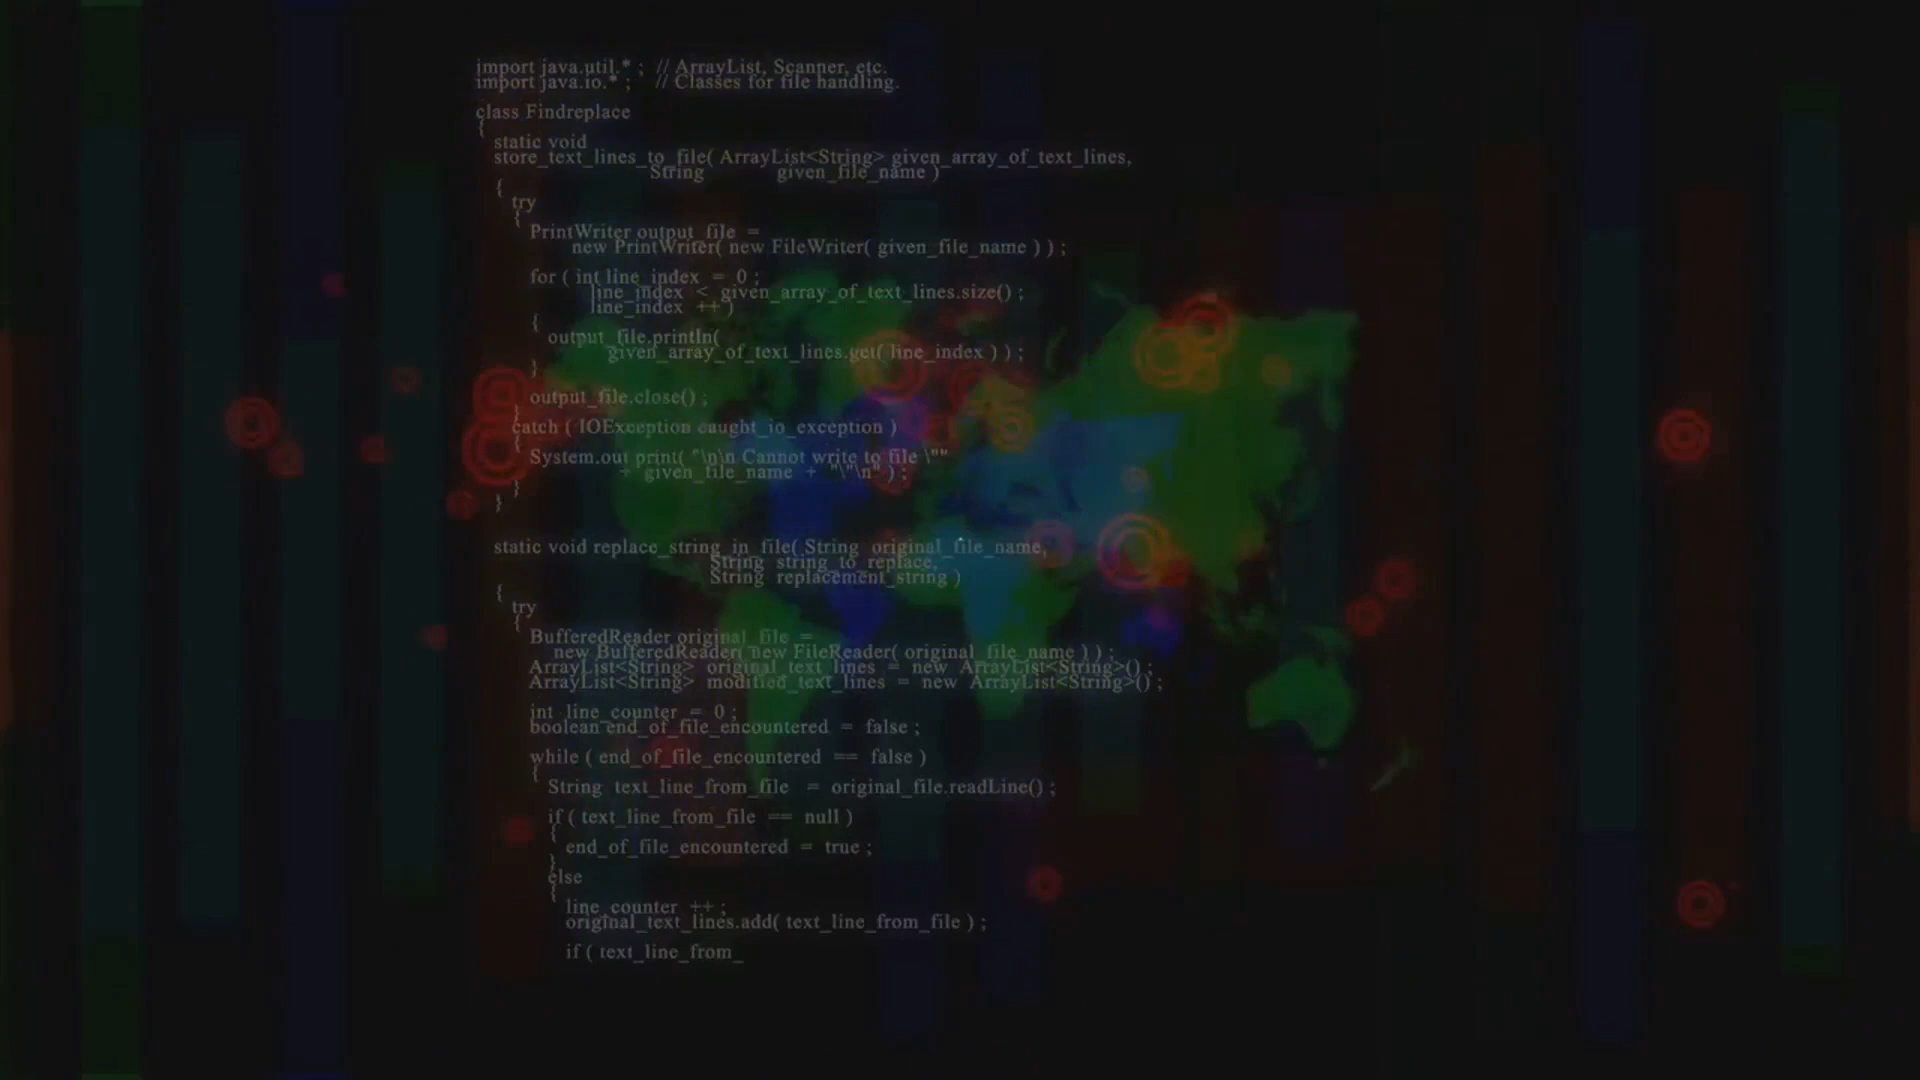 import java.util.* ;  // ArrayList, Scanner, etc.
import java.io.* ;    // Classes for file handling.
class Findreplace
{
static void
store_text_lines_to_file( ArrayList<String> given_array_of_text_lines,
String given_file_name )
{
try
{
PrintWriter output_file =
new PrintWriter( new FileWriter( given_file_name ) ) ;
for ( int line_index = 0 ;
line_index < given_array_of_text_lines.size() ;
line_index ++ )
{
output_file.println(
given_array_of_text_lines.get( line_index ) ) ;
}
output_file.close() ;
}
catch ( IOException caught_io_exception )
{
System.out.print( "\n\n Cannot write to file \""
+ given_file_name + "\"\n" ) ;
}
}
static void replace_string_in_file( String original_file_name,
String string_to_replace,
String replacement_string )
{
try
{
BufferedReader original_file =
new BufferedReader( new FileReader( original_file_name ) ) ;
ArrayList<String> original_text_lines = new ArrayList<String>() ;
ArrayList<String> modified_text_lines = new ArrayList<String>() ;
int line_counter = 0 ;
boolean end_of_file_encountered = false ;
while ( end_of_file_encountered == false )
{
String text_line_from_file = original_file.readLine() ;
if ( text_line_from_file == null )
{
end_of_file_encountered = true ;
}
else
{
line_counter ++ ;
original_text_lines.add( text_line_from_file ) ;
if ( text_line_from_